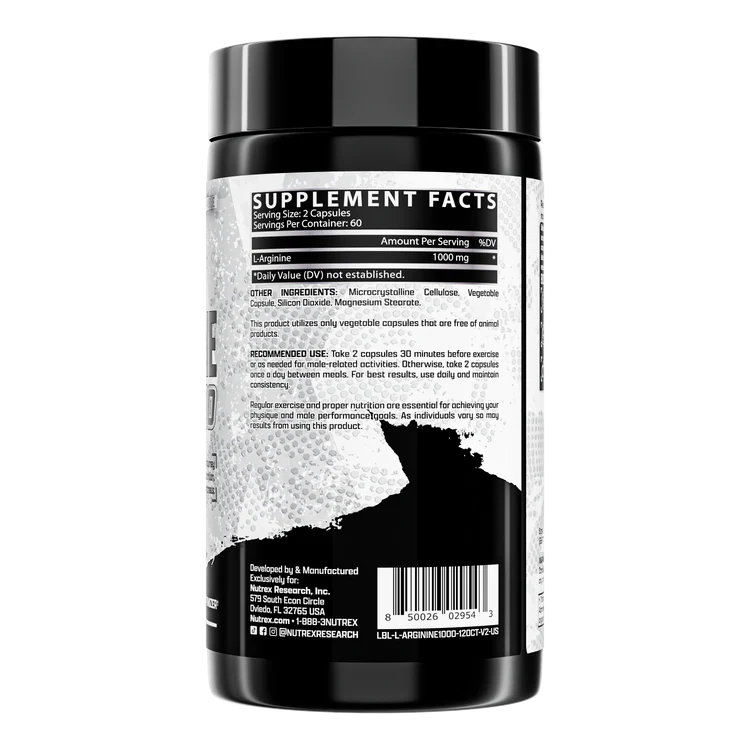 SUPPLEMENT FACTS
Serving Size: 2 Capsules
Servings Per Container: 60
Amount Per Serving %DV
L-Arginine 1000 mg *
*Daily Value (DV) not established.
OTHER INGREDIENTS: Microcrystalline Cellulose, Vegetable
Capsule, Silicon Dioxide, Magnesium Stearate.
This product utilizes only vegetable capsules that are free of animal
products.
RECOMMENDED USE: Take 2 capsules 30 minutes before exercise
or as needed for male-related activities. Otherwise, take 2 capsules
once a day between meals. For best results, use daily and maintain
consistency.
Regular exercise and proper nutrition are essential for achieving your
physique and male performance goals. As individuals vary so may
results from using this product.
Developed by & Manufactured
Exclusively for:
Nutrex Research, Inc.
579 South Econ Circle
Oviedo, FL 32765 USA
Nutrex.com • 1-888-3NUTREX
@NUTREXRESEARCH
8 50026 02954 3
LBL-L-ARGININE1000-120CT-V2-US